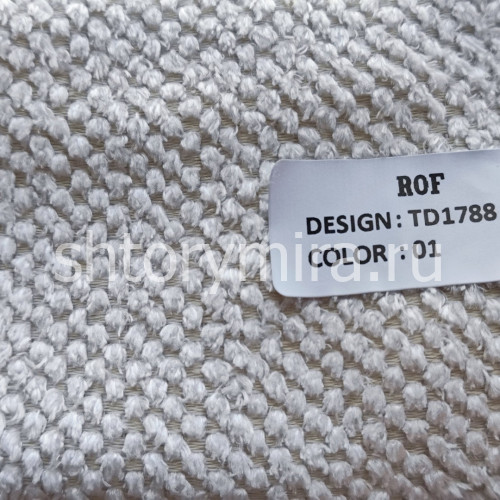 ROF
DESIGN : TD1788
COLOR : 01
shtorymira.ru